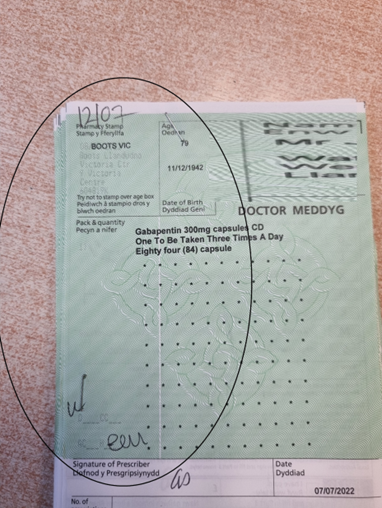 12/07
Pharmacy Stamp
Stamp y Fferyllfa
Age
Oedran
79
BOOTS VIC
Boots Llandudno
Victoria Ctr
Victoria
Centre
11/12/1942
Nam
Enw
Mr
Wa
We
Llan
Try not to stamp over age box
Peidiwch â stampio dros y
blwch oedran
Date of Birth
Dyddiad Geni
DOCTOR MEDDYG
Pack & quantity
Pecyn a nifer
Gabapentin 300mg capsules CD
One To Be Taken Three Times A Day
Eighty four (84) capsule
Signature of Prescriber
Llofnod y Presgripsiynydd
Date
Dyddiad
07/07/2022
No. of